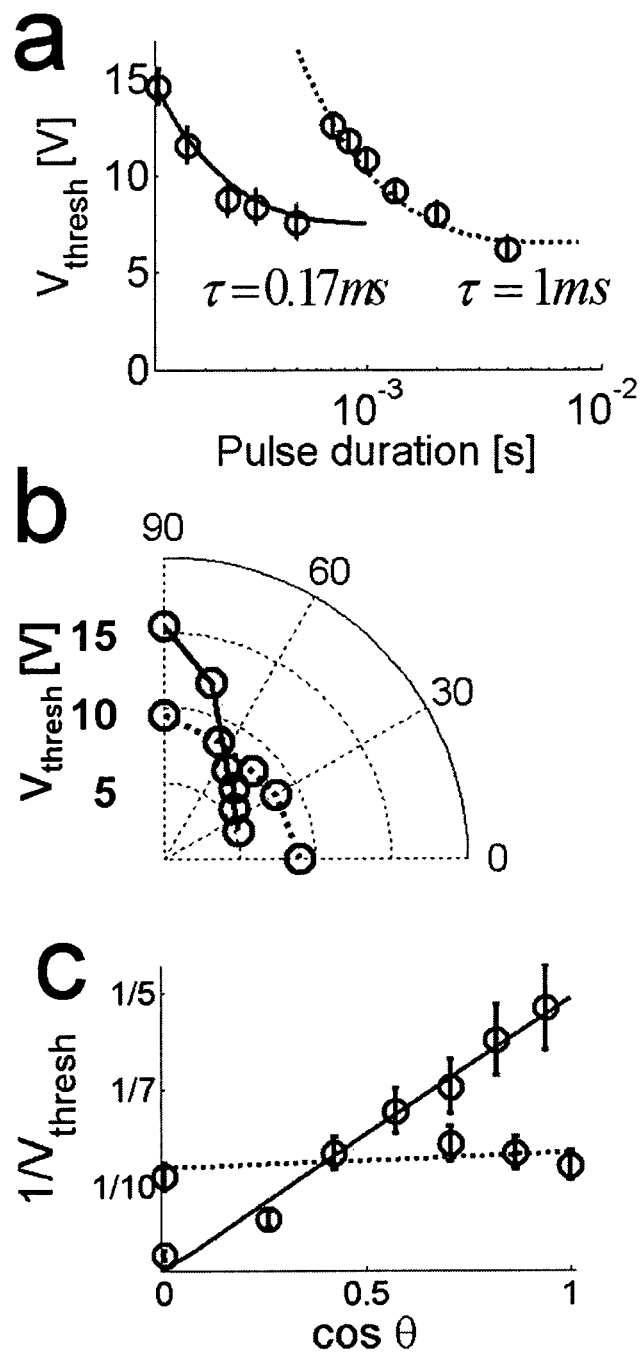 a
V_thresh [V]
15
10
5
0
τ=0.17ms
τ=1ms
10^-3
10^-2
Pulse duration [s]
b
V_thresh [V]
90
60
30
0
15
10
5
c
1/V_thresh
1/5
1/7
1/10
0
0.5
1
cos θ